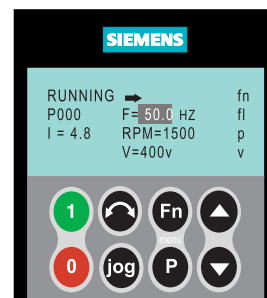 SIEMENS
RUNNING ➡ fn
P000 F= 50.0 HZ fl
I = 4.8 RPM=1500 p
V=400v v
1 Fn
menu
0 jog P